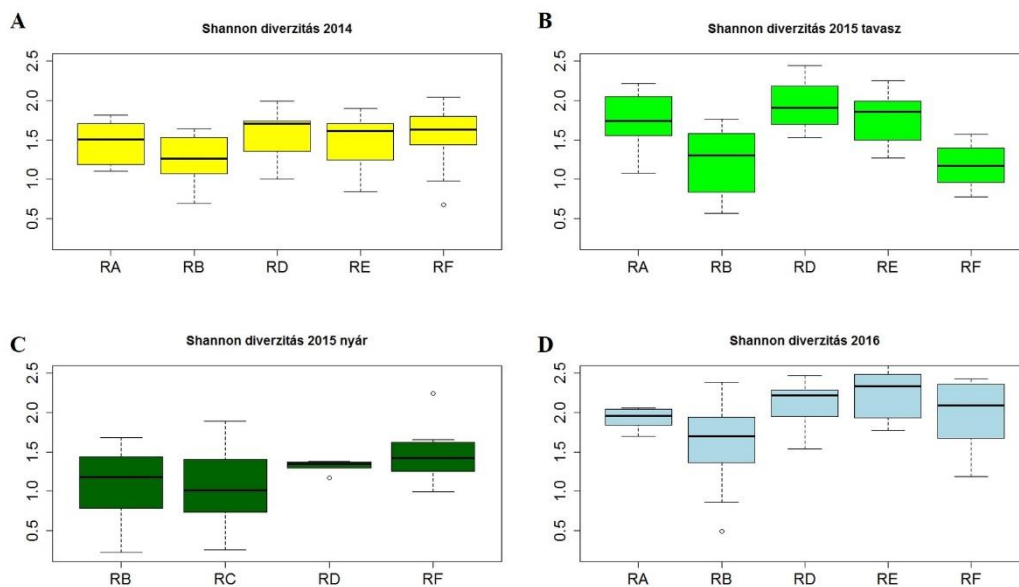 A
Shannon diverzitás 2014
2.5
2.0
1.5
1.0
0.5
RA RB RD RE RF
B
Shannon diverzitás 2015 tavasz
2.5
2.0
1.5
1.0
0.5
RA RB RD RE RF
C
Shannon diverzitás 2015 nyár
2.5
2.0
1.5
1.0
0.5
RB RC RD RF
D
Shannon diverzitás 2016
2.5
2.0
1.5
1.0
0.5
RA RB RD RE RF